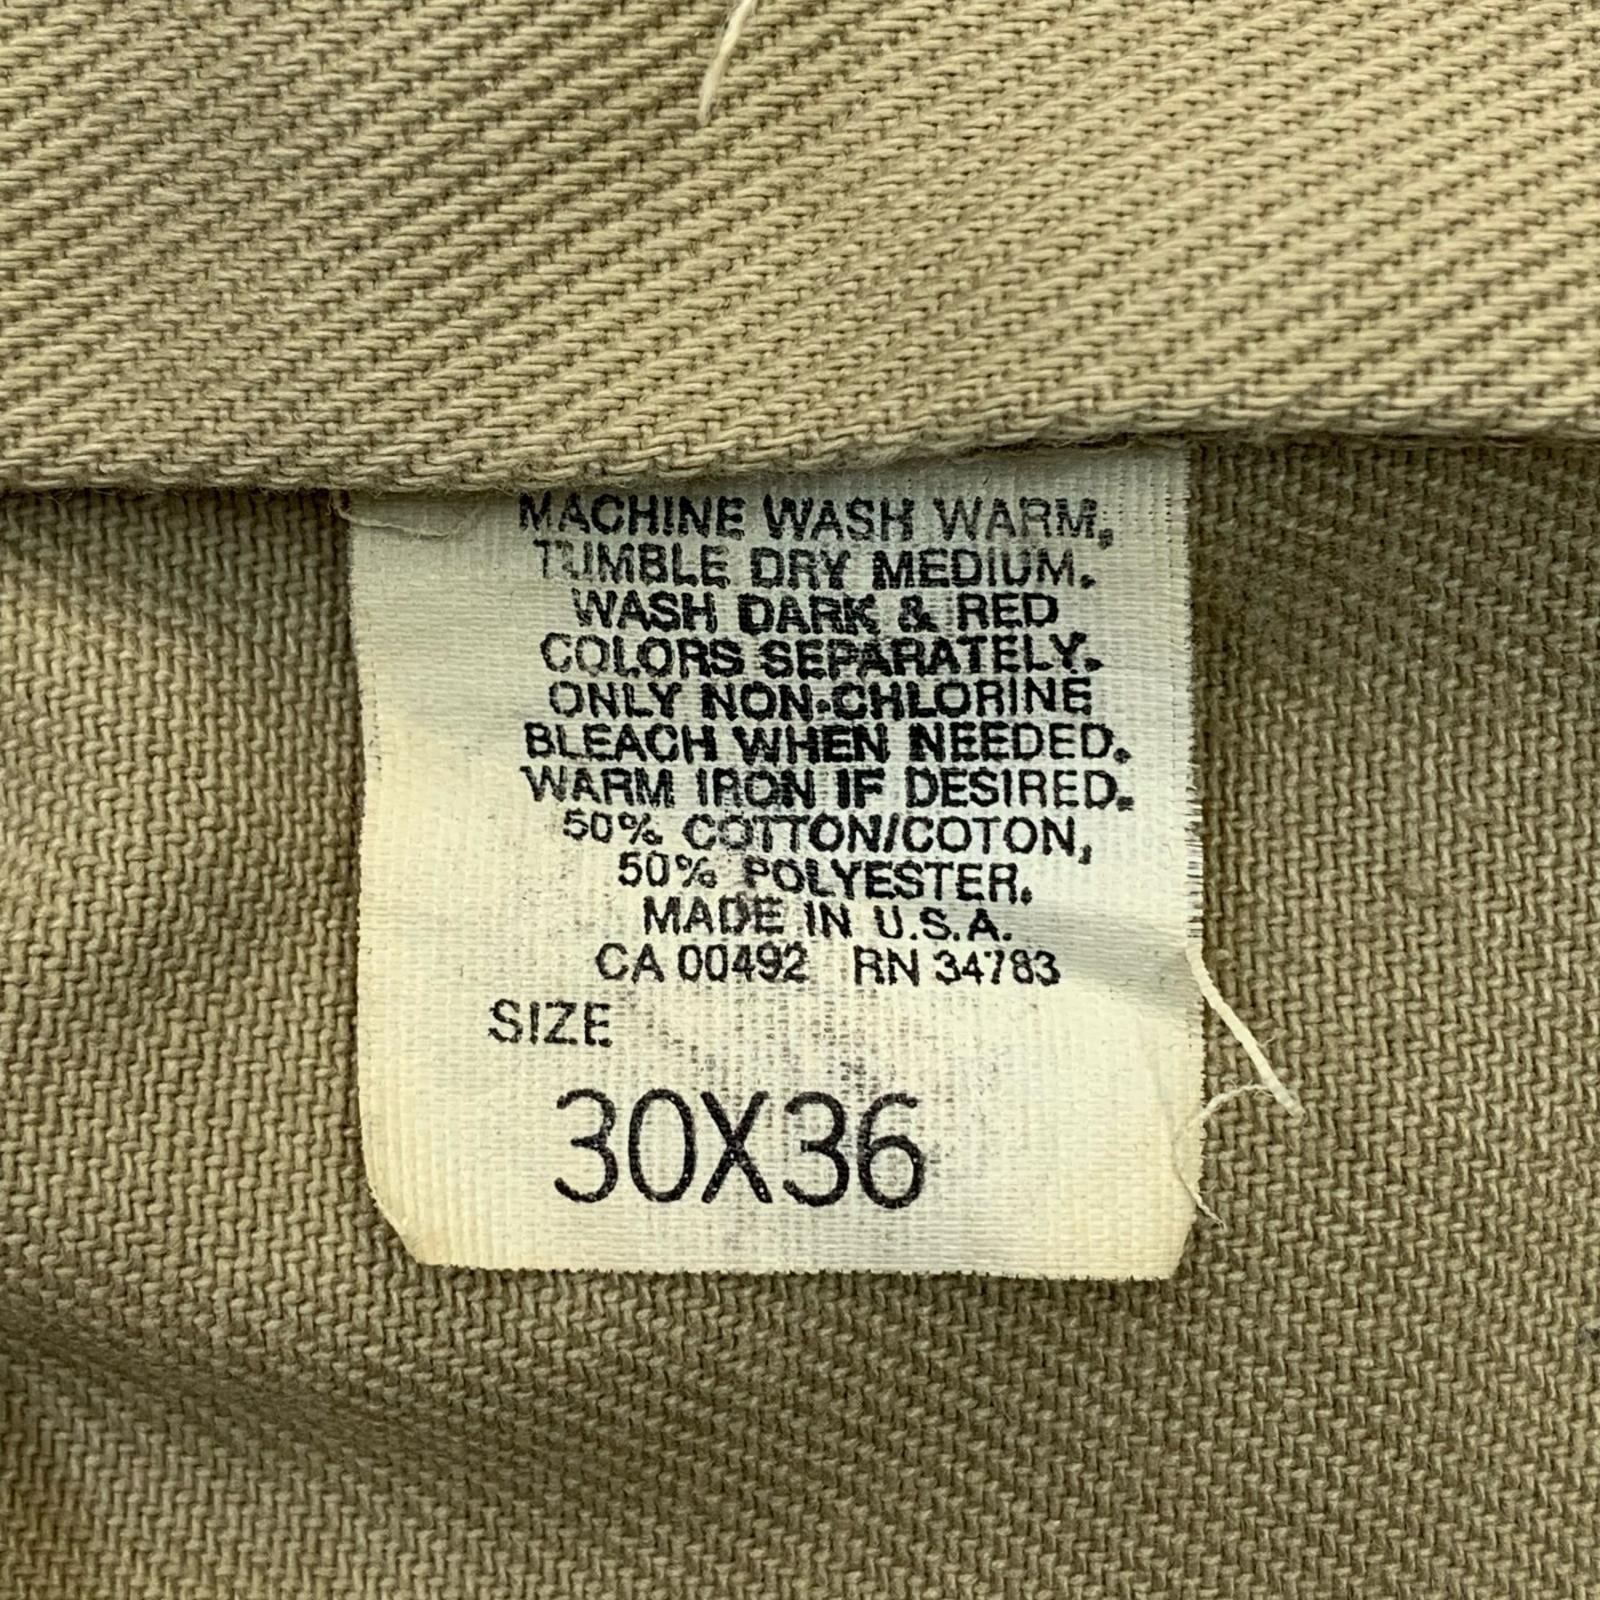 MACHINE WASH WARM,
TUMBLE DRY MEDIUM.
WASH DARK & RED
COLORS SEPARATELY.
ONLY NON-CHLORINE
BLEACH WHEN NEEDED.
WARM IRON IF DESIRED.
50% COTTON/COTON,
50% POLYESTER.
MADE IN U.S.A.
CA 00492 RN 34783
SIZE
30X36